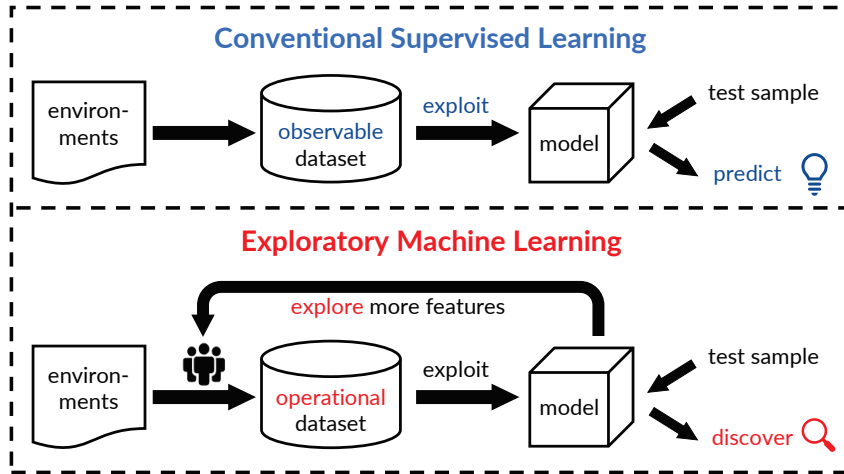 Conventional Supervised Learning
environ-
ments
observable
dataset
exploit
model
test sample
predict
Exploratory Machine Learning
explore more features
environ-
ments
operational
dataset
exploit
model
test sample
discover